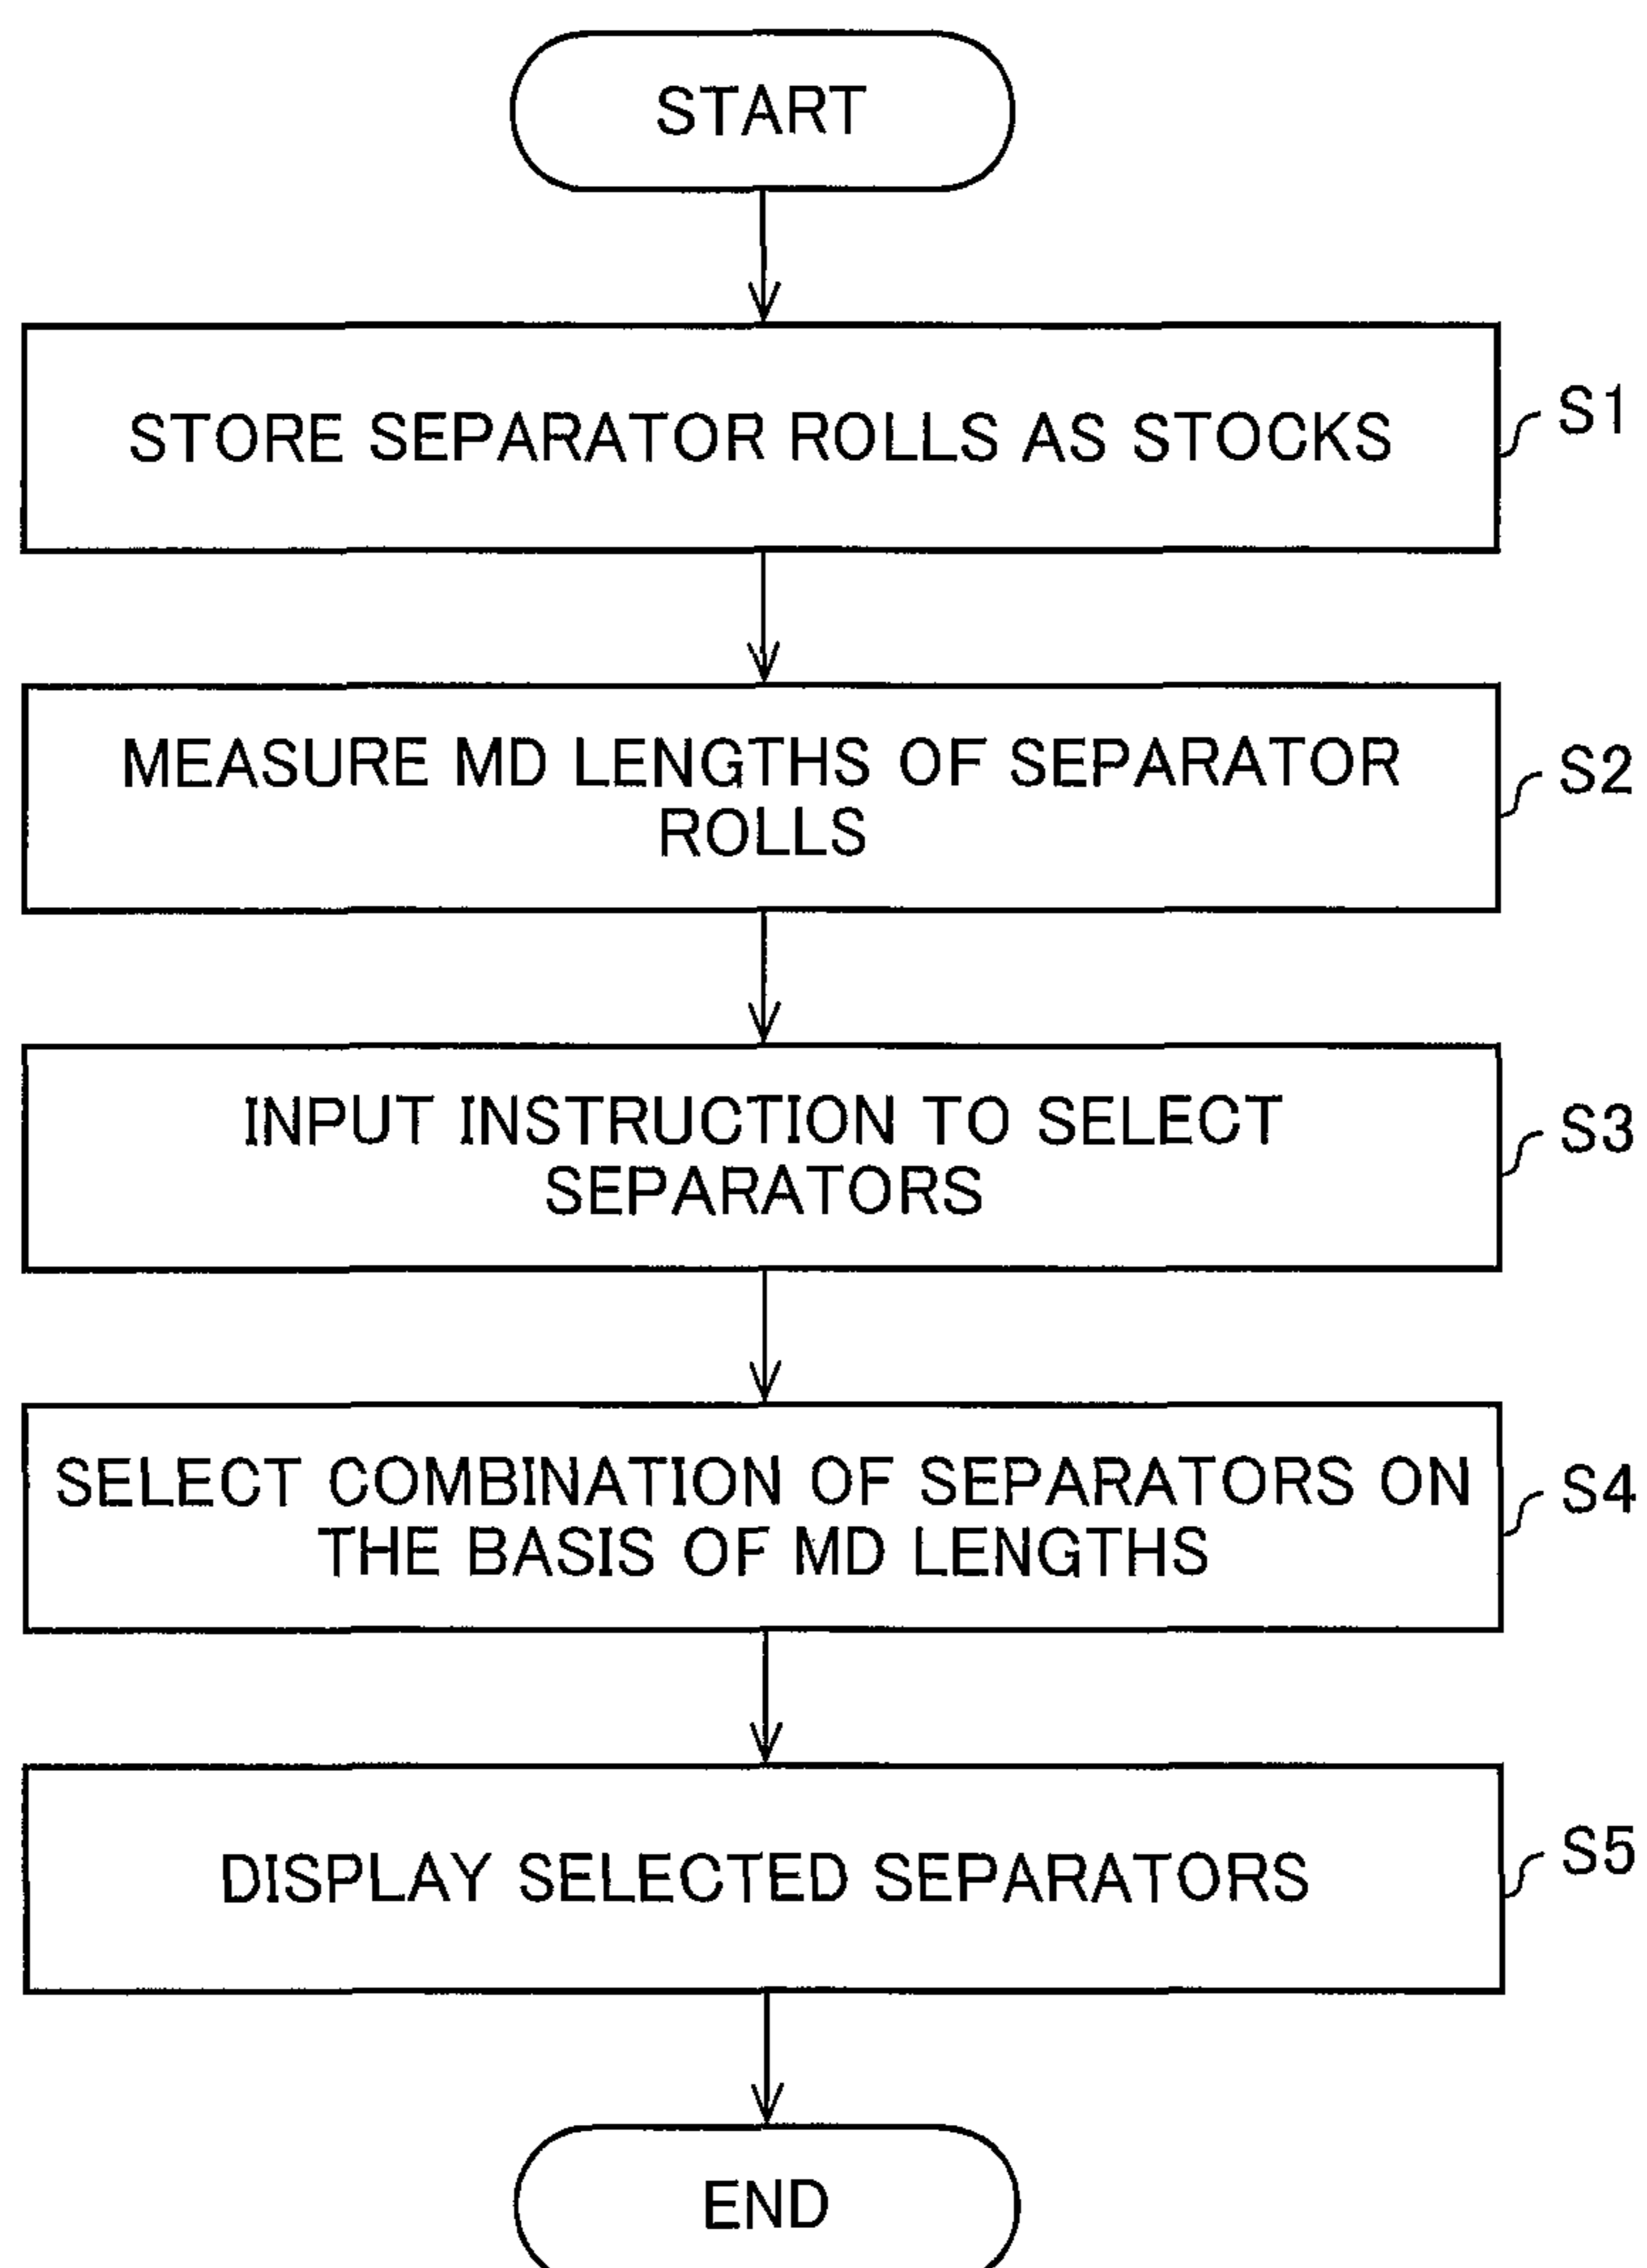 START
STORE SEPARATOR ROLLS AS STOCKS
S1
MEASURE MD LENGTHS OF SEPARATOR
ROLLS
S2
INPUT INSTRUCTION TO SELECT
SEPARATORS
S3
SELECT COMBINATION OF SEPARATORS ON
THE BASIS OF MD LENGTHS
S4
DISPLAY SELECTED SEPARATORS
S5
END